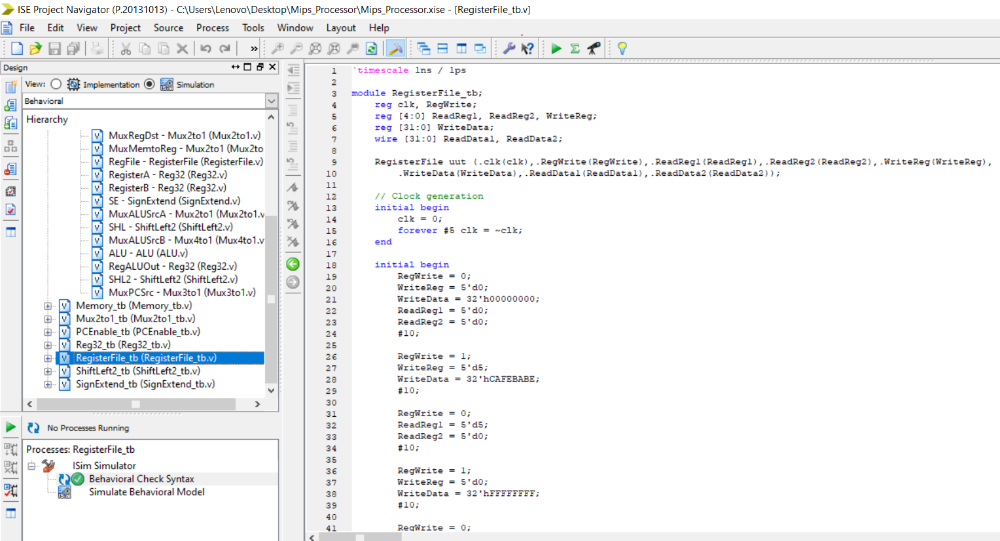 ISE Project Navigator (P.20131013) - C:\Users\Lenovo\Desktop\Mips_Processor\Mips_Processor.xise - [RegisterFile_tb.v]
File Edit View Project Source Process Tools Window Layout Help
»
Design
View: Implementation Simulation
Behavioral
Hierarchy
MuxRegDst - Mux2to1 (Mux2to1.v)
MuxMemtoReg - Mux2to1 (Mux2to
RegFile - RegisterFile (RegisterFile.v)
RegisterA - Reg32 (Reg32.v)
RegisterB - Reg32 (Reg32.v)
SE - SignExtend (SignExtend.v)
MuxALUSrcA - Mux2to1 (Mux2to1.v
SHL - ShiftLeft2 (ShiftLeft2.v)
MuxALUSrcB - Mux4to1 (Mux4to1.v
ALU - ALU (ALU.v)
RegALUOut - Reg32 (Reg32.v)
SHL2 - ShiftLeft2 (ShiftLeft2.v)
MuxPCSrc - Mux3to1 (Mux3to1.v)
Memory_tb (Memory_tb.v)
Mux2to1_tb (Mux2to1_tb.v)
PCEnable_tb (PCEnable_tb.v)
Reg32_tb (Reg32_tb.v)
RegisterFile_tb (RegisterFile_tb.v)
ShiftLeft2_tb (ShiftLeft2_tb.v)
SignExtend_tb (SignExtend_tb.v)
No Processes Running
Processes: RegisterFile_tb
ISim Simulator
Behavioral Check Syntax
Simulate Behavioral Model
1 `timescale 1ns / 1ps
2
3 module RegisterFile_tb;
4 reg clk, RegWrite;
5 reg [4:0] ReadReg1, ReadReg2, WriteReg;
6 reg [31:0] WriteData;
7 wire [31:0] ReadData1, ReadData2;
8
9 RegisterFile uut (.clk(clk),.RegWrite(RegWrite),.ReadReg1(ReadReg1),.ReadReg2(ReadReg2),.WriteReg(WriteReg),
10 .WriteData(WriteData),.ReadData1(ReadData1),.ReadData2(ReadData2));
11
12 // Clock generation
13 initial begin
14 clk = 0;
15 forever #5 clk = ~clk;
16 end
17
18 initial begin
19 RegWrite = 0;
20 WriteReg = 5'd0;
21 WriteData = 32'h00000000;
22 ReadReg1 = 5'd0;
23 ReadReg2 = 5'd0;
24 #10;
25
26 RegWrite = 1;
27 WriteReg = 5'd5;
28 WriteData = 32'hCAFEBABE;
29 #10;
30
31 RegWrite = 0;
32 ReadReg1 = 5'd5;
33 ReadReg2 = 5'd0;
34 #10;
35
36 RegWrite = 1;
37 WriteReg = 5'd0;
38 WriteData = 32'hFFFFFFFF;
39 #10;
40
41 RegWrite = 0;